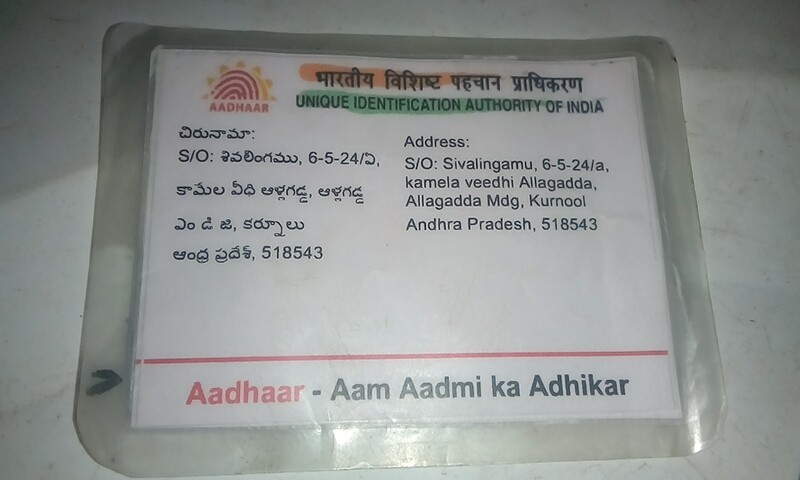 AADHAAR
भारतीय विशिष्ट पहचान प्राधिकरण
UNIQUE IDENTIFICATION AUTHORITY OF INDIA
చిరునామా:
S/O: శివలింగము, 6-5-24/ఏ,
కామేల వీధి ఆళ్లగడ్డ, ఆళ్లగడ్డ
ఎం డి జి, కర్నూలు
ఆంధ్ర ప్రదేశ్, 518543
Address:
S/O: Sivalingamu, 6-5-24/a,
kamela veedhi Allagadda,
Allagadda Mdg, Kurnool
Andhra Pradesh, 518543
Aadhaar - Aam Aadmi ka Adhikar